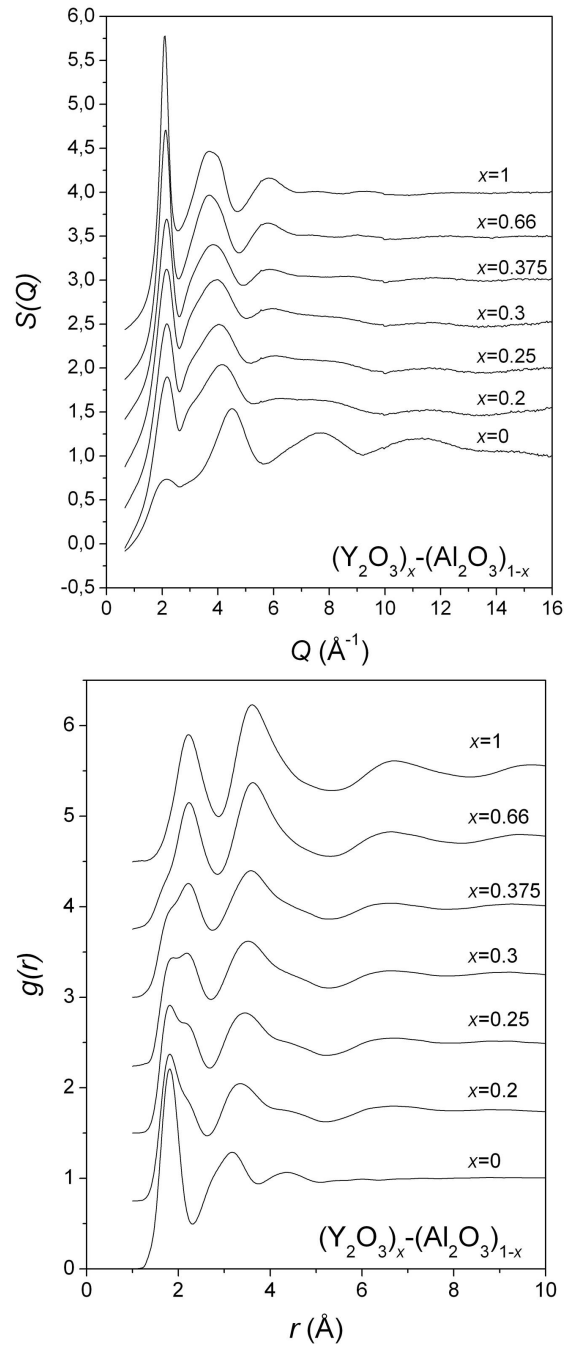 6,0
5,5
5,0
4,5
4,0
3,5
3,0
2,5
2,0
1,5
1,0
0,5
0,0
-0,5
S(Q)
x=1
x=0.66
x=0.375
x=0.3
x=0.25
x=0.2
x=0
(Y₂O₃)ₓ-(Al₂O₃)₁₋ₓ
0 2 4 6 8 10 12 14 16
Q (Å⁻¹)
6
5
4
3
2
1
0
g(r)
x=1
x=0.66
x=0.375
x=0.3
x=0.25
x=0.2
x=0
(Y₂O₃)ₓ-(Al₂O₃)₁₋ₓ
0 2 4 6 8 10
r (Å)